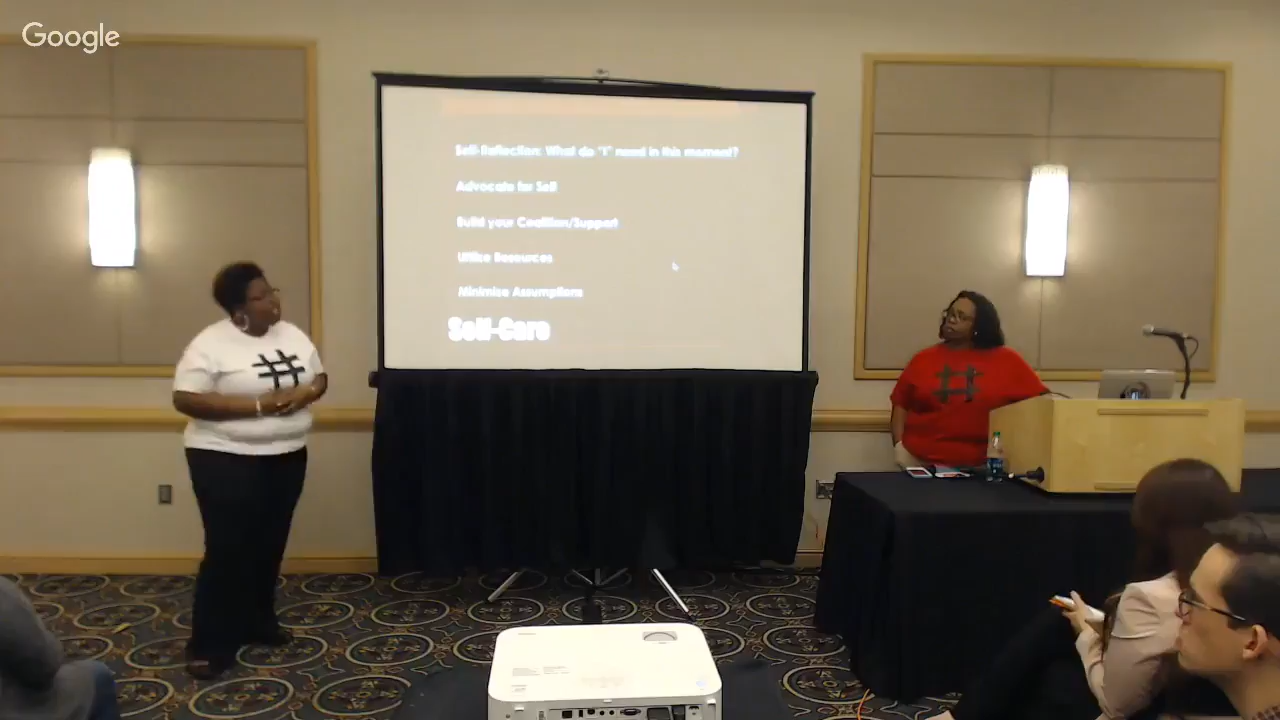 Google
Self-Reflection: What do "I" need in this moment?
Advocate for Self
Build your Coalition/Support
Utilize Resources
Minimize Assumptions
Self-Care
#
#